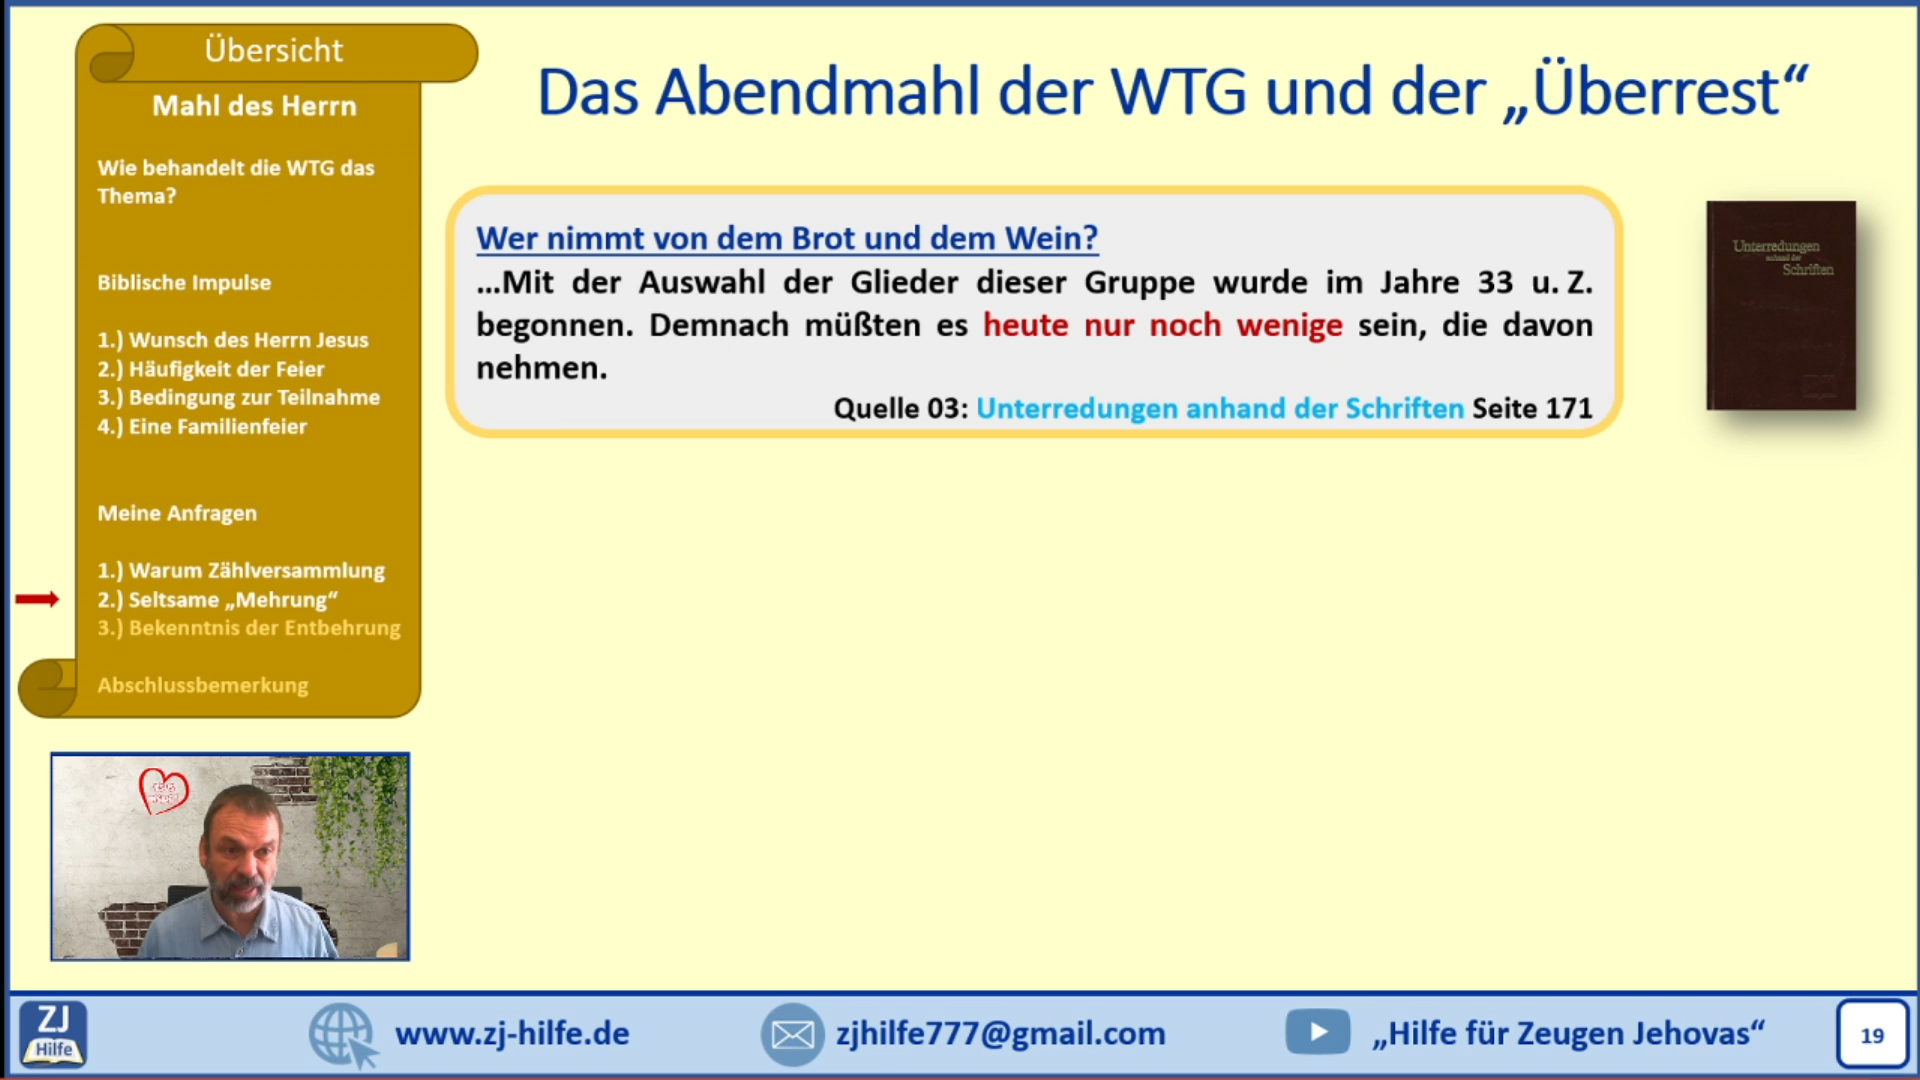 Übersicht
Mahl des Herrn
Wie behandelt die WTG das
Thema?
Biblische Impulse
1.) Wunsch des Herrn Jesus
2.) Häufigkeit der Feier
3.) Bedingung zur Teilnahme
4.) Eine Familienfeier
Meine Anfragen
1.) Warum Zählversammlung
2.) Seltsame „Mehrung“
3.) Bekenntnis der Entbehrung
Abschlussbemerkung
Das Abendmahl der WTG und der „Überrest“
Wer nimmt von dem Brot und dem Wein?
...Mit der Auswahl der Glieder dieser Gruppe wurde im Jahre 33 u. Z.
begonnen. Demnach müßten es heute nur noch wenige sein, die davon
nehmen.
Quelle 03: Unterredungen anhand der Schriften Seite 171
Unterredungen
anhand der
Schriften
ZJ
Hilfe
www.zj-hilfe.de
zjhilfe777@gmail.com
„Hilfe für Zeugen Jehovas“
19